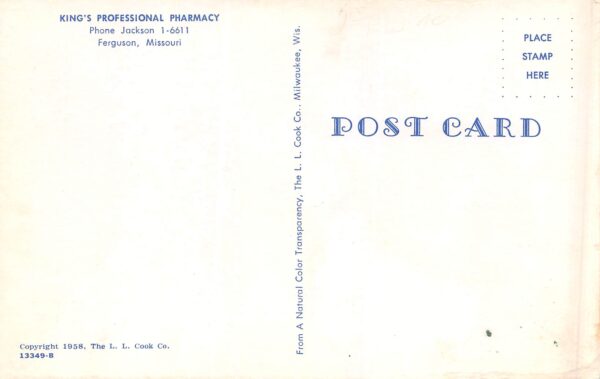 KING'S PROFESSIONAL PHARMACY
Phone Jackson 1-6611
Ferguson, Missouri
Copyright 1958, The L. L. Cook Co.
13349-B
From A Natural Color Transparency, The L. L. Cook Co., Milwaukee, Wis.
PLACE
STAMP
HERE
POST CARD